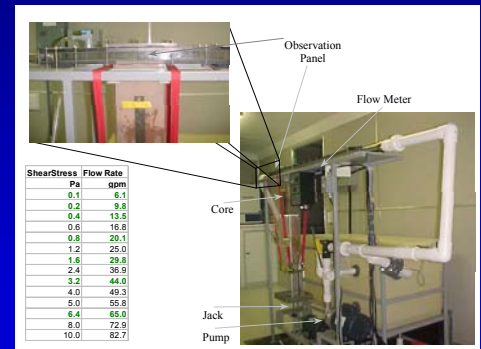 Observation
Panel
Flow Meter
ShearStress Flow Rate
Pa gpm
0.1 6.1
0.2 9.8
0.4 13.5
0.6 16.8
0.8 20.1
1.2 25.0
1.6 29.8
2.4 36.9
3.2 44.0
4.0 49.3
5.0 55.8
6.4 65.0
8.0 72.9
10.0 82.7
Core
Jack
Pump